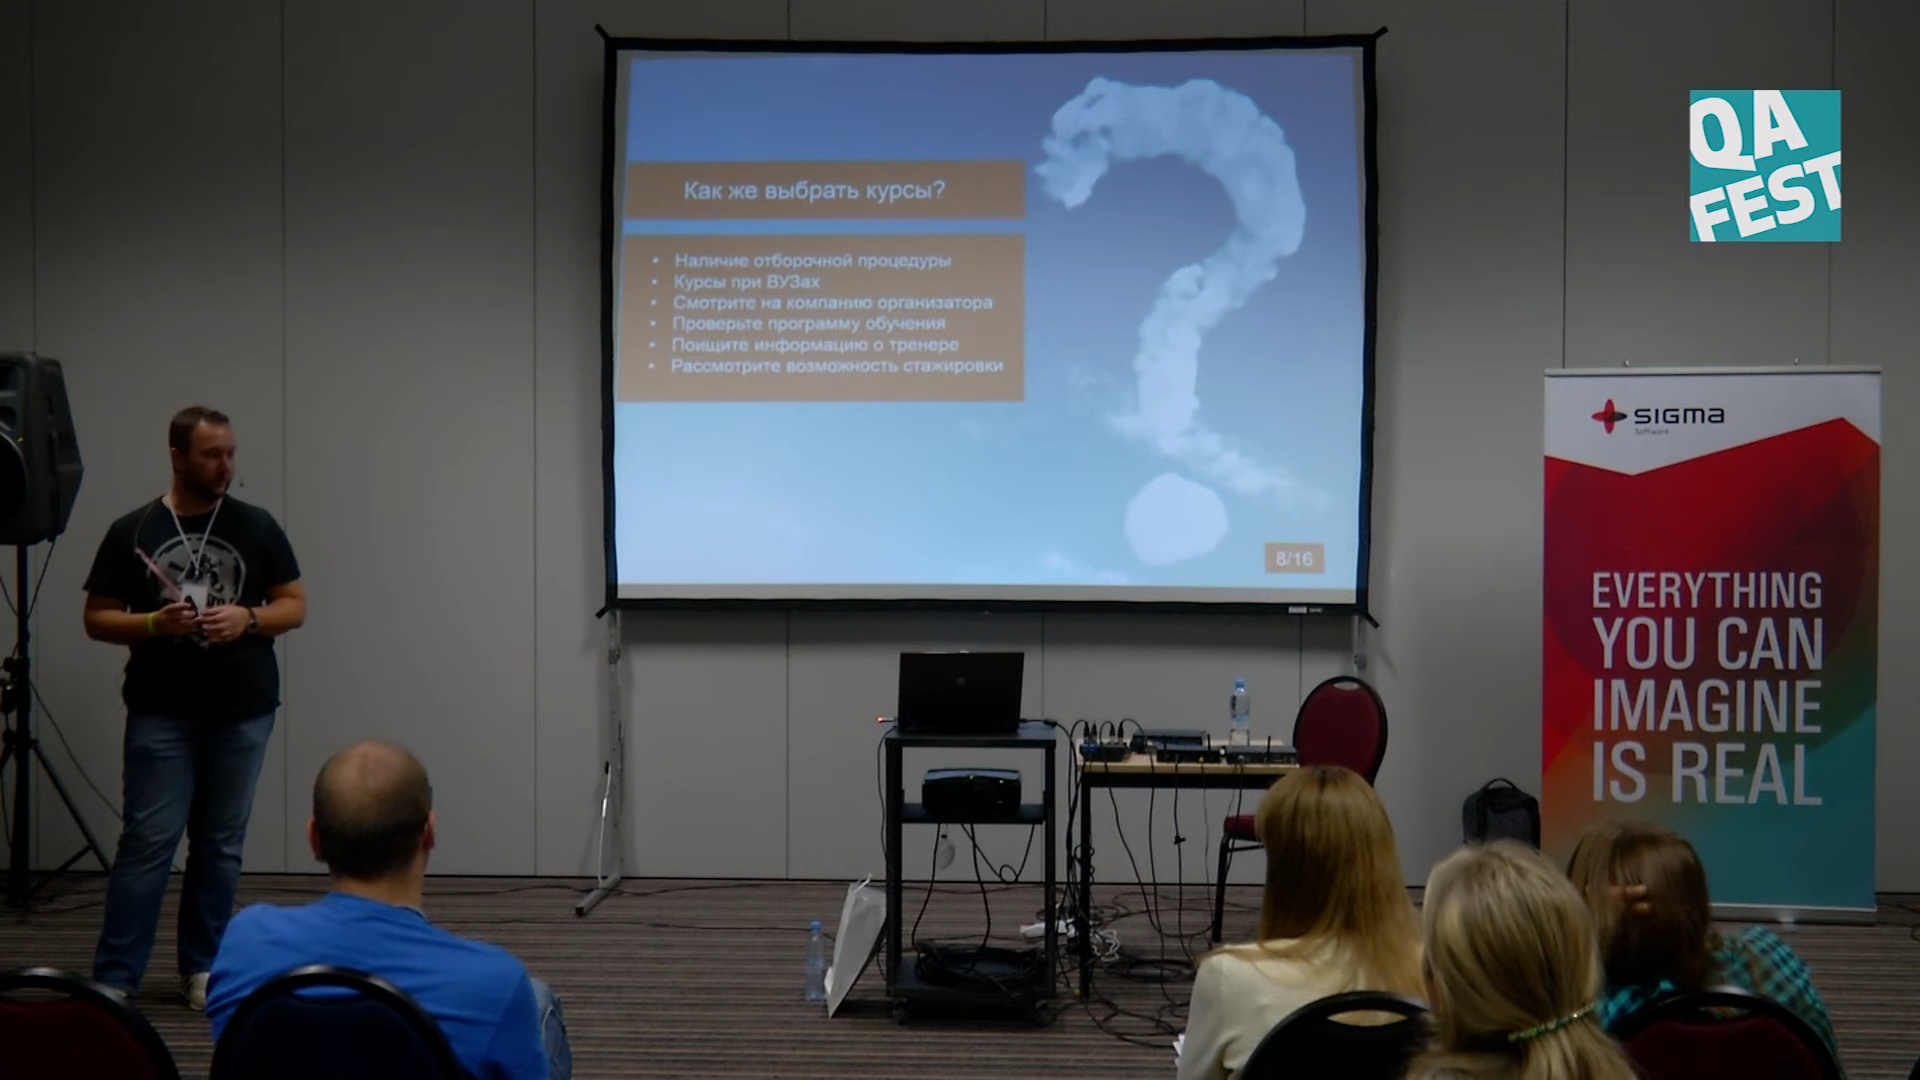 QA
FEST
Как же выбрать курсы?
• Наличие отборочной процедуры
• Курсы при ВУЗах
• Смотрите на компанию организатора
• Проверьте программу обучения
• Поищите информацию о тренере
• Рассмотрите возможность стажировки
8/16
SIGMA
Software
EVERYTHING
YOU CAN
IMAGINE
IS REAL